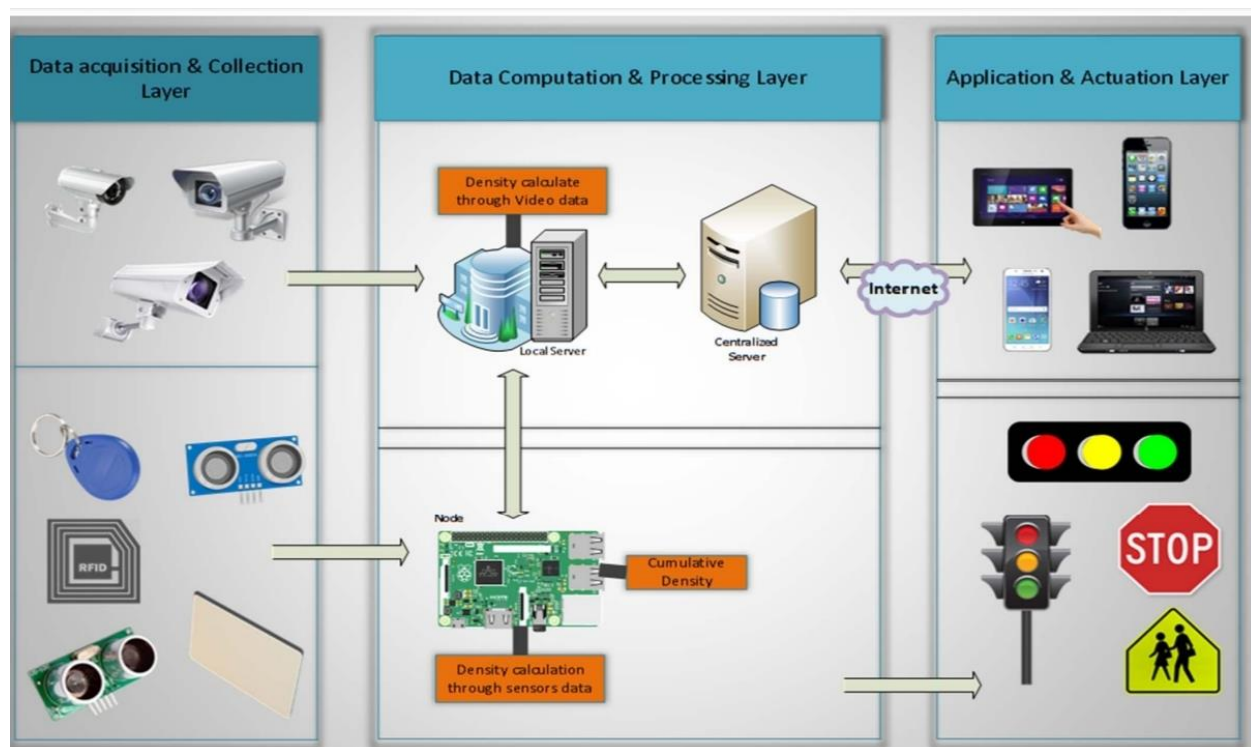 Data acquisition & Collection
Layer
Data Computation & Processing Layer
Application & Actuation Layer
Density calculate
through Video data
Local Server
Centralized
Server
Internet
Node
RFID
Cumulative
Density
Density calculation
through sensors data
STOP